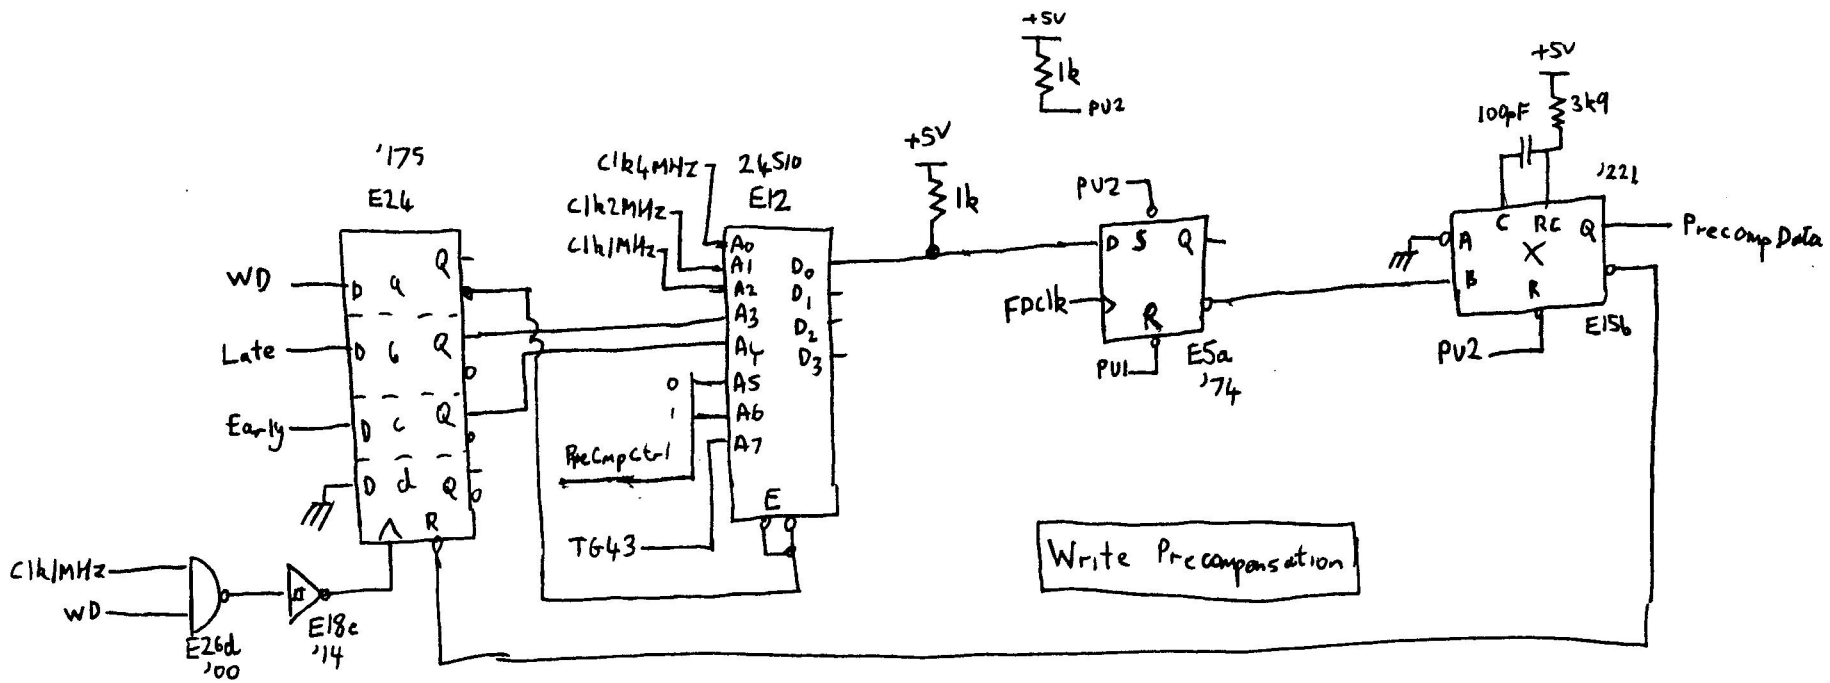 +5V
1k
PU2
+5V
3k9
100pF
'221
C RC Q
A
X
B
R
PrecompData
E15b
PU2
+5V
1k
PU2
D S Q
FDClk
R
PU1
E5a
'74
'175
E24
WD
D a Q
Late
D b Q
Early
D c Q
D d Q
R
Clk4MHz
Clk2MHz
Clk1MHz
24S10
E12
A0
A1
A2
A3
A4
A5
A6
A7
D0
D1
D2
D3
E
0
1
PreCmpCtrl
TG43
Clk1MHz
WD
E26d
'00
E18c
'14
Write Precompensation